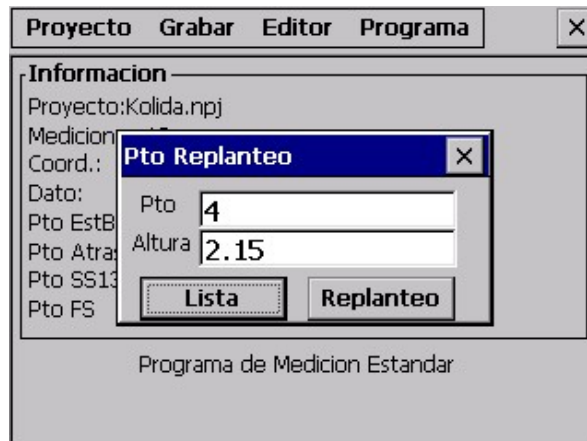 Proyecto Grabar Editor Programa
Informacion
Proyecto:Kolida.npj
Medicion
Coord.:
Dato:
Pto EstB
Pto Atras
Pto SS13
Pto FS
Pto Replanteo
Pto 4
Altura 2.15
Lista Replanteo
Programa de Medicion Estandar